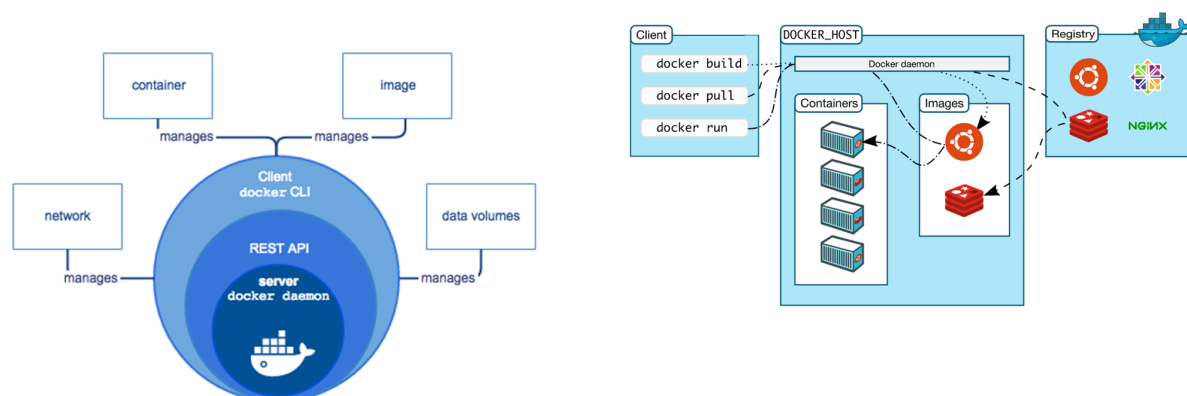 container
image
manages
manages
Client
docker CLI
network
data volumes
REST API
manages
manages
server
docker daemon
Client
docker build
docker pull
docker run
DOCKER_HOST
Docker daemon
Containers
Images
Registry
NGINX